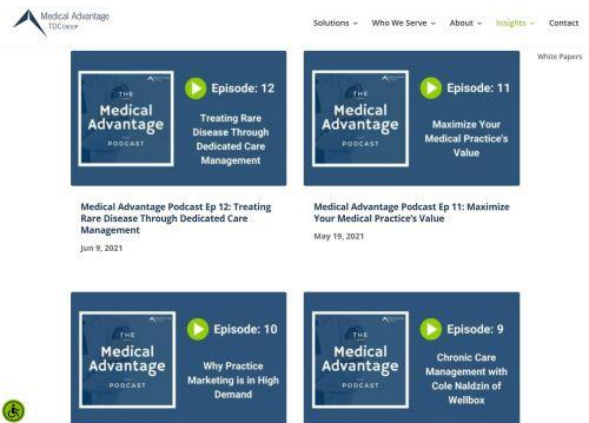 Medical Advantage
TDC GROUP
Solutions
Who We Serve
About
Insights
Contact
White Papers
THE
Medical
Advantage
PODCAST
Episode: 12
Treating Rare
Disease Through
Dedicated Care
Management
THE
Medical
Advantage
PODCAST
Episode: 11
Maximize Your
Medical Practice's
Value
Medical Advantage Podcast Ep 12: Treating
Rare Disease Through Dedicated Care
Management
Jun 9, 2021
Medical Advantage Podcast Ep 11: Maximize
Your Medical Practice's Value
May 19, 2021
THE
Medical
Advantage
PODCAST
Episode: 10
Why Practice
Marketing is in High
Demand
THE
Medical
Advantage
PODCAST
Episode: 9
Chronic Care
Management with
Cole Naldzin of
Wellbox